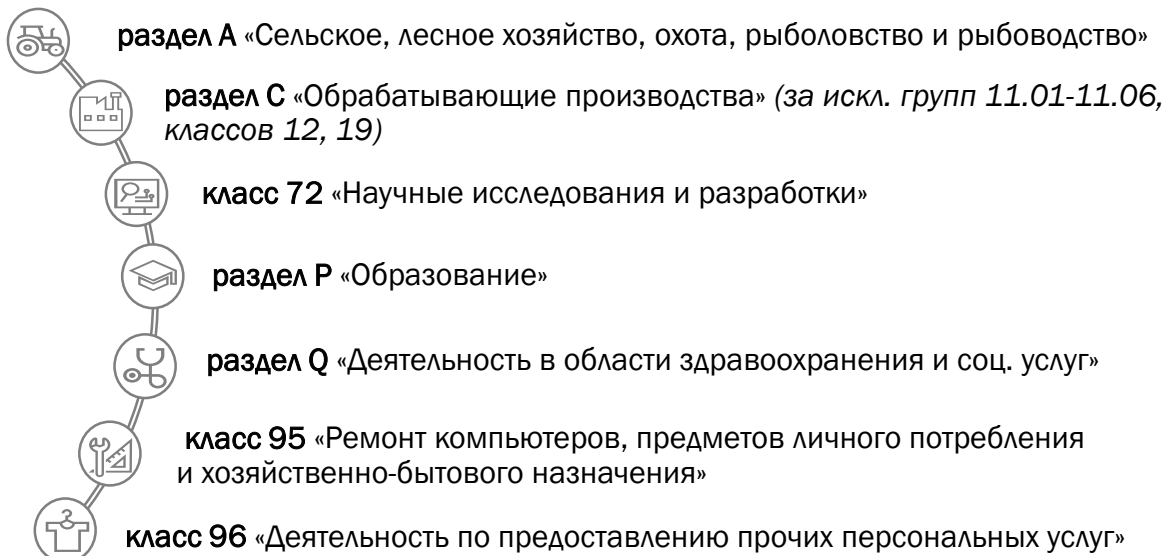 раздел A «Сельское, лесное хозяйство, охота, рыболовство и рыбоводство»
раздел C «Обрабатывающие производства» (за искл. групп 11.01-11.06,
классов 12, 19)
класс 72 «Научные исследования и разработки»
раздел P «Образование»
раздел Q «Деятельность в области здравоохранения и соц. услуг»
класс 95 «Ремонт компьютеров, предметов личного потребления
и хозяйственно-бытового назначения»
класс 96 «Деятельность по предоставлению прочих персональных услуг»